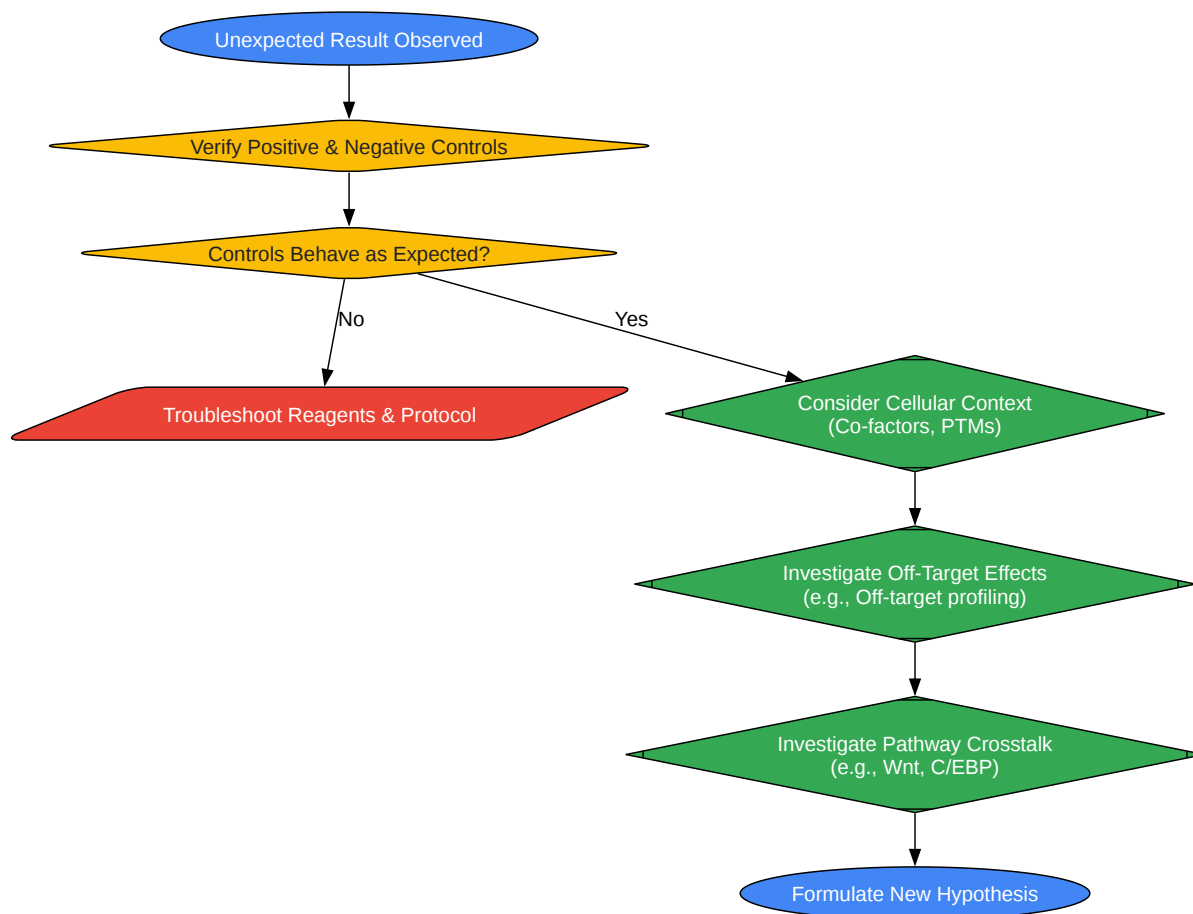 Unexpected Result Observed
Verify Positive & Negative Controls
Controls Behave as Expected?
No
Yes
Troubleshoot Reagents & Protocol
Consider Cellular Context
(Co-factors, PTMs)
Investigate Off-Target Effects
(e.g., Off-target profiling)
Investigate Pathway Crosstalk
(e.g., Wnt, C/EBP)
Formulate New Hypothesis